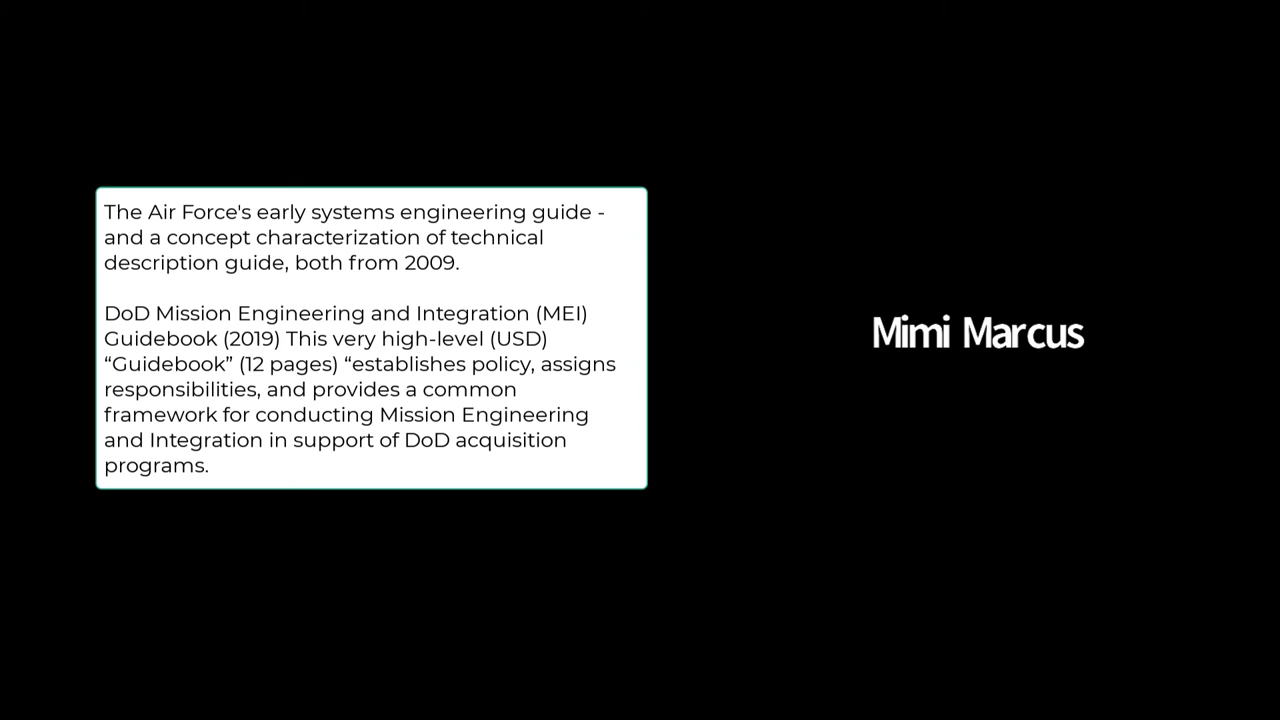 The Air Force's early systems engineering guide -
and a concept characterization of technical
description guide, both from 2009.
DoD Mission Engineering and Integration (MEI)
Guidebook (2019) This very high-level (USD)
“Guidebook” (12 pages) “establishes policy, assigns
responsibilities, and provides a common
framework for conducting Mission Engineering
and Integration in support of DoD acquisition
programs.
Mimi Marcus